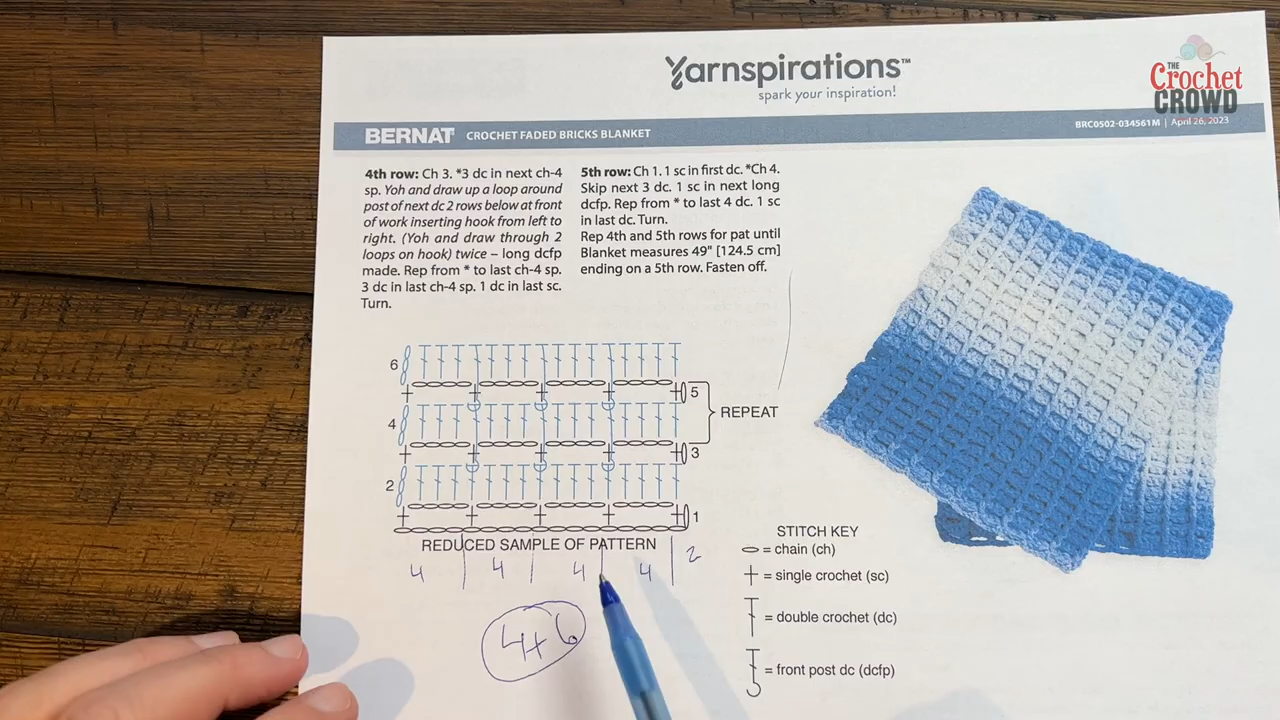 Yarnspirations™
spark your inspiration!
THE
Crochet
CROWD
BERNAT CROCHET FADED BRICKS BLANKET
BRC0502-034561M | April 26, 2023
4th row: Ch 3. *3 dc in next ch-4
sp. Yoh and draw up a loop around
post of next dc 2 rows below at front
of work inserting hook from left to
right. (Yoh and draw through 2
loops on hook) twice – long dcfp
made. Rep from * to last ch-4 sp.
3 dc in last ch-4 sp. 1 dc in last sc.
Turn.
5th row: Ch 1. 1 sc in first dc. *Ch 4.
Skip next 3 dc. 1 sc in next long
dcfp. Rep from * to last 4 dc. 1 sc
in last dc. Turn.
Rep 4th and 5th rows for pat until
Blanket measures 49" [124.5 cm]
ending on a 5th row. Fasten off.
6
5
4
REPEAT
3
2
1
REDUCED SAMPLE OF PATTERN
4 4 4 4 2
4+6
STITCH KEY
= chain (ch)
= single crochet (sc)
= double crochet (dc)
= front post dc (dcfp)